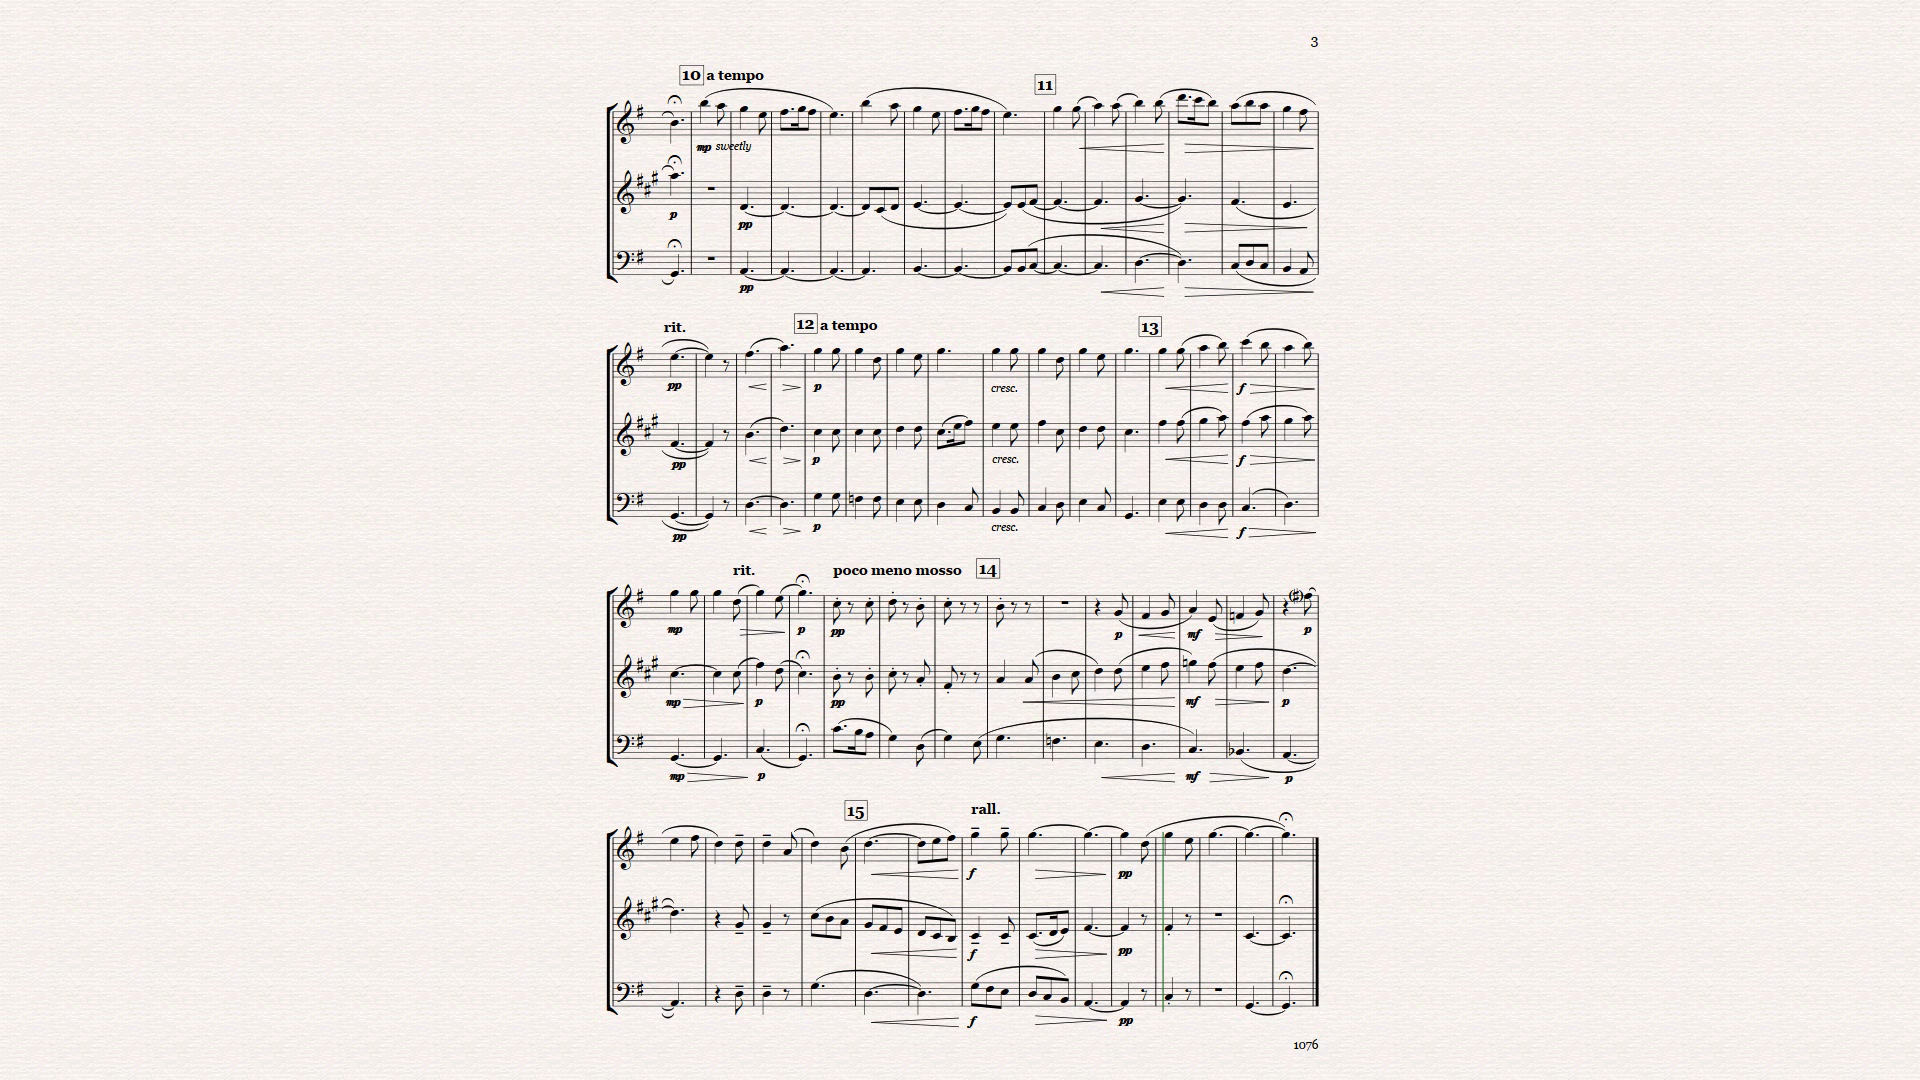 3
10 a tempo
11
mp sweetly
p
pp
pp
rit.
12 a tempo
13
pp
p
cresc.
f
pp
p
cresc.
f
pp
p
cresc.
f
rit.
poco meno mosso
14
mp
p
pp
p
mf
p
mp
p
pp
mf
p
mp
p
mf
p
15
rall.
f
pp
f
pp
f
pp
1076